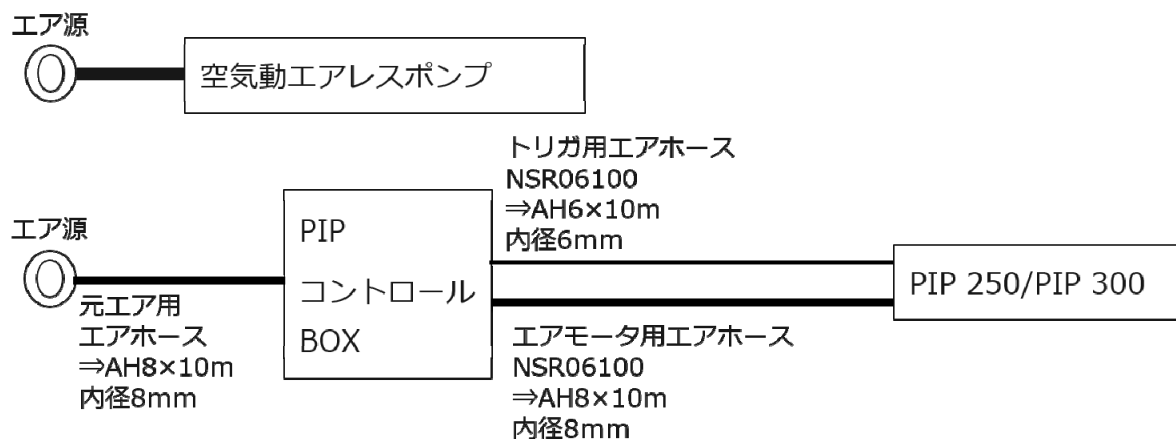 エア源
空気動エアレスポンプ
トリガ用エアホース
NSR06100
⇒AH6×10m
内径6mm
エア源
PIP
コントロール
BOX
PIP 250/PIP 300
元エア用
エアホース
⇒AH8×10m
内径8mm
エアモータ用エアホース
NSR06100
⇒AH8×10m
内径8mm